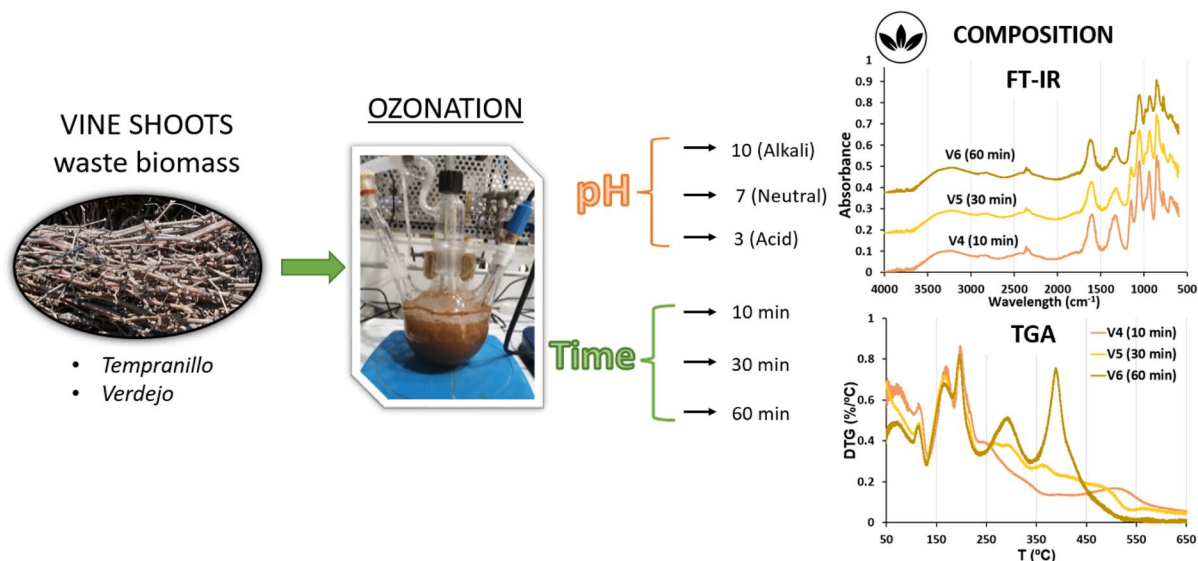 VINE SHOOTS
waste biomass
• Tempranillo
• Verdejo
OZONATION
pH
10 (Alkali)
7 (Neutral)
3 (Acid)
Time
10 min
30 min
60 min
COMPOSITION
FT-IR
Absorbance
1
0.9
0.8
0.7
0.6
0.5
0.4
0.3
0.2
0.1
0
V6 (60 min)
V5 (30 min)
V4 (10 min)
4000 3500 3000 2500 2000 1500 1000 500
Wavelength (cm⁻¹)
TGA
DTG (%/ºC)
1
0.8
0.6
0.4
0.2
0
V4 (10 min)
V5 (30 min)
V6 (60 min)
50 150 250 350 450 550 650
T (ºC)